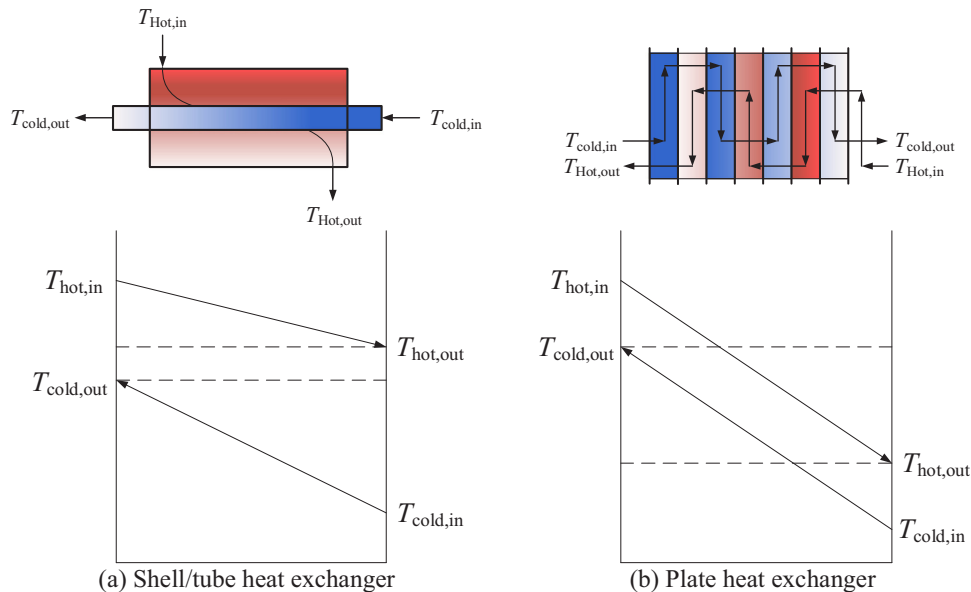 T_Hot,in
T_cold,out
T_cold,in
T_Hot,out
T_hot,in
T_hot,out
T_cold,out
T_cold,in
(a) Shell/tube heat exchanger
T_cold,in
T_cold,out
T_Hot,out
T_Hot,in
T_hot,in
T_cold,out
T_hot,out
T_cold,in
(b) Plate heat exchanger